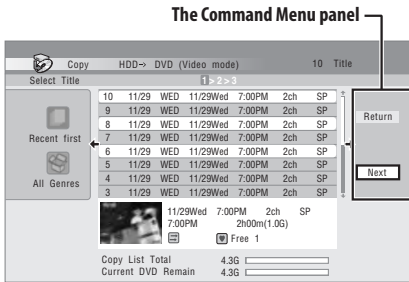 The Command Menu panel
Copy HDD-> DVD (Video mode) 10 Title
Select Title 1 > 2 > 3
10 11/29 WED 11/29Wed 7:00PM 2ch SP
9 11/29 WED 11/29Wed 7:00PM 2ch SP
8 11/29 WED 11/29Wed 7:00PM 2ch SP
7 11/29 WED 11/29Wed 7:00PM 2ch SP
6 11/29 WED 11/29Wed 7:00PM 2ch SP
5 11/29 WED 11/29Wed 7:00PM 2ch SP
4 11/29 WED 11/29Wed 7:00PM 2ch SP
3 11/29 WED 11/29Wed 7:00PM 2ch SP
Recent first
All Genres
Return
Next
11/29Wed 7:00PM 2ch SP
7:00PM 2h00m(1.0G)
Free 1
Copy List Total 4.3G
Current DVD Remain 4.3G